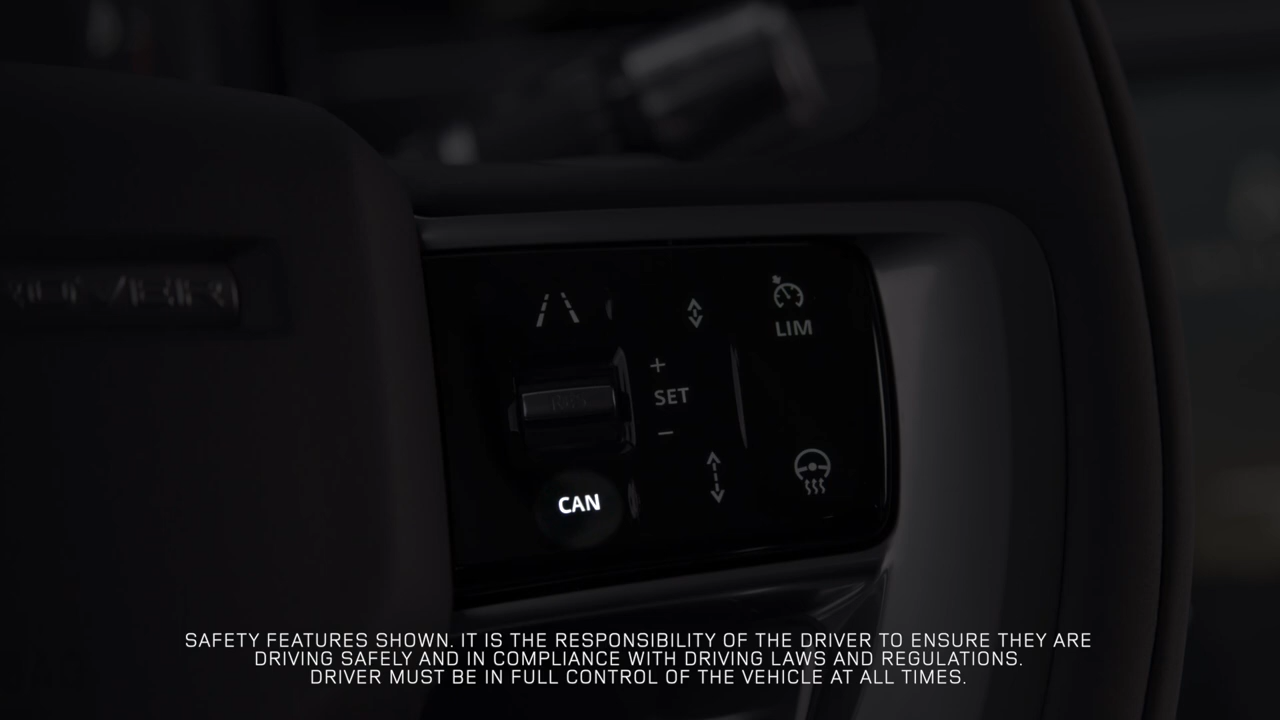 LIM
+
SET
−
CAN
SAFETY FEATURES SHOWN. IT IS THE RESPONSIBILITY OF THE DRIVER TO ENSURE THEY ARE
DRIVING SAFELY AND IN COMPLIANCE WITH DRIVING LAWS AND REGULATIONS.
DRIVER MUST BE IN FULL CONTROL OF THE VEHICLE AT ALL TIMES.